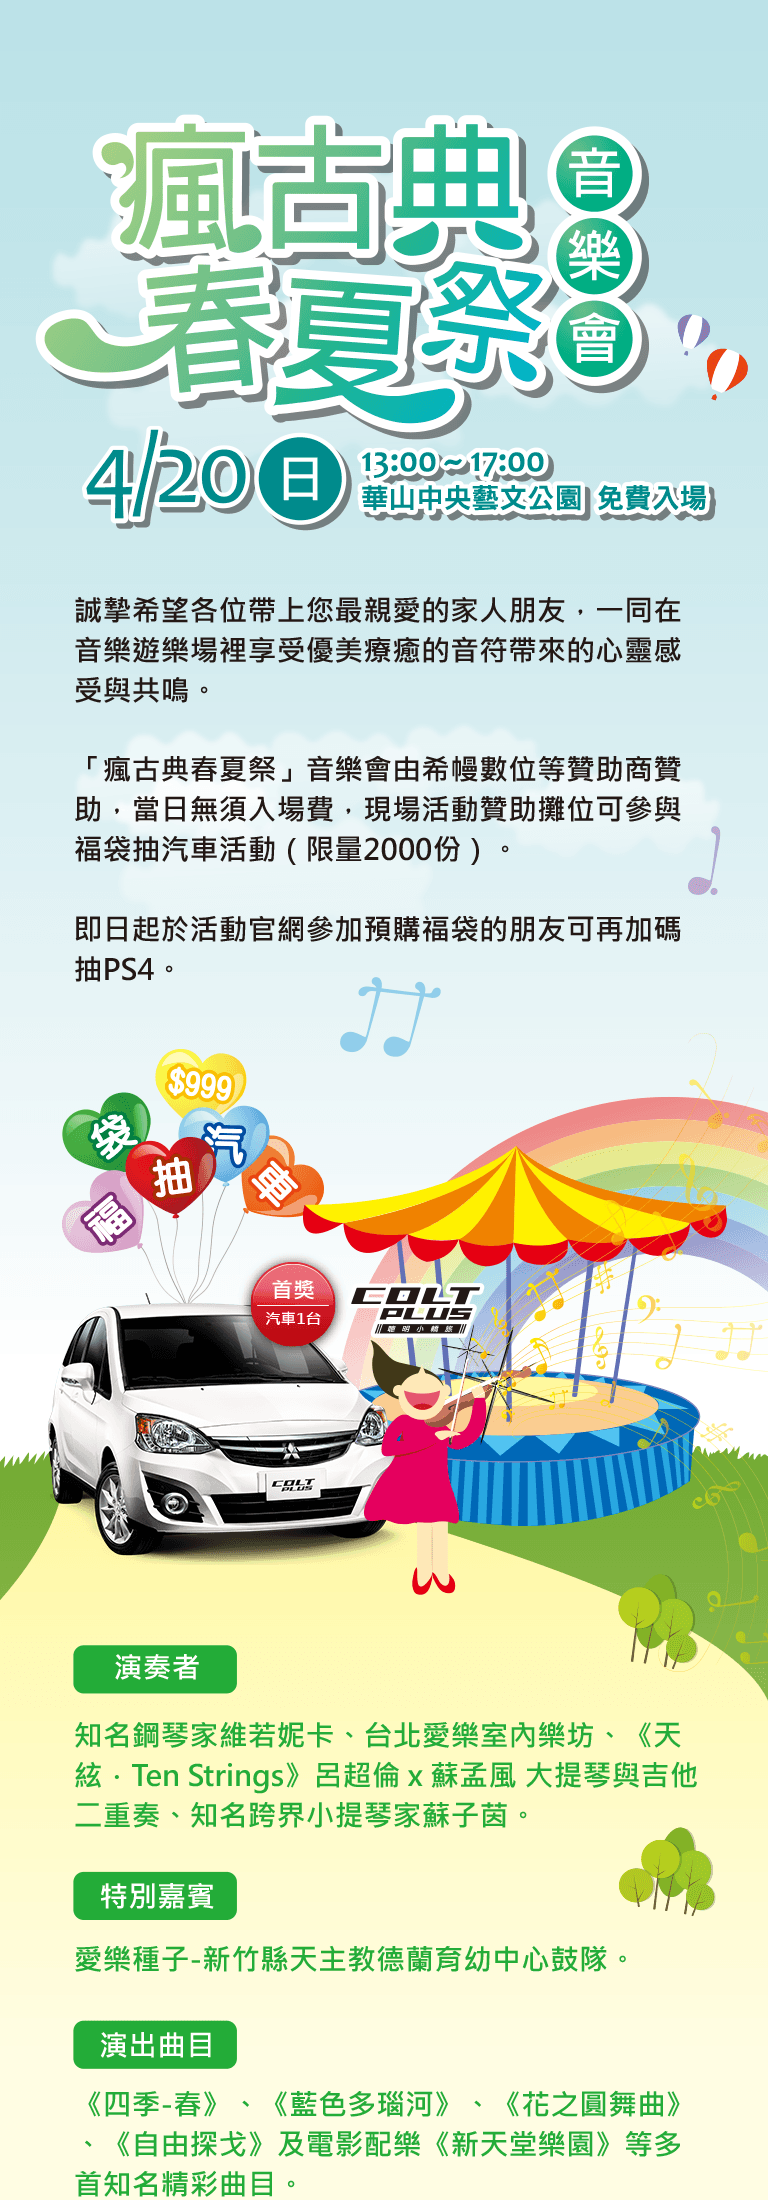 瘋古典
春夏祭
音樂會
4/20 日
13:00～17:00
華山中央藝文公園 免費入場
誠摯希望各位帶上您最親愛的家人朋友，一同在
音樂遊樂場裡享受優美療癒的音符帶來的心靈感
受與共鳴。
「瘋古典春夏祭」音樂會由希幔數位等贊助商贊
助，當日無須入場費，現場活動贊助攤位可參與
福袋抽汽車活動（限量2000份）。
即日起於活動官網參加預購福袋的朋友可再加碼
抽PS4。
$999
福袋抽汽車
首獎
汽車1台
COLT
PLUS
聰明小轎旅
COLT
PLUS
演奏者
知名鋼琴家維若妮卡、台北愛樂室內樂坊、《天
絃．Ten Strings》呂超倫 x 蘇孟風 大提琴與吉他
二重奏、知名跨界小提琴家蘇子茵。
特別嘉賓
愛樂種子-新竹縣天主教德蘭育幼中心鼓隊。
演出曲目
《四季-春》、《藍色多瑙河》、《花之圓舞曲》
、《自由探戈》及電影配樂《新天堂樂園》等多
首知名精彩曲目。